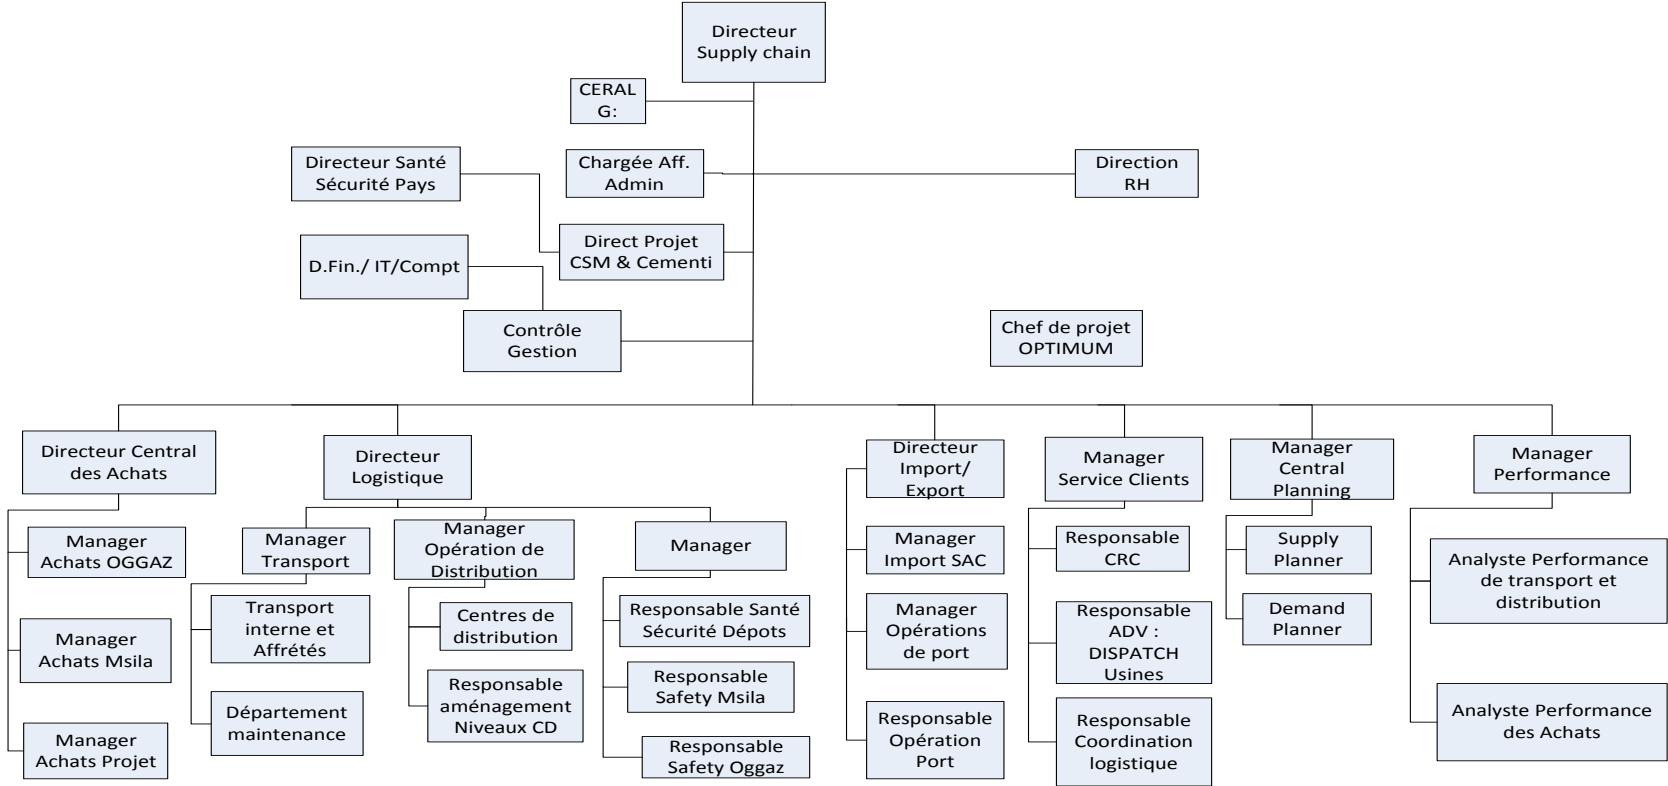 Directeur
Supply chain
CERAL
G:
Directeur Santé
Sécurité Pays
Chargée Aff.
Admin
Direction
RH
Direct Projet
CSM & Cementi
D.Fin./ IT/Compt
Contrôle
Gestion
Chef de projet
OPTIMUM
Directeur Central
des Achats
Directeur
Logistique
Directeur
Import/
Export
Manager
Service Clients
Manager
Central
Planning
Manager
Performance
Manager
Achats OGGAZ
Manager
Achats Msila
Manager
Achats Projet
Manager
Transport
Transport
interne et
Affrétés
Département
maintenance
Manager
Opération de
Distribution
Centres de
distribution
Responsable
aménagement
Niveaux CD
Manager
Responsable Santé
Sécurité Dépots
Responsable
Safety Msila
Responsable
Safety Oggaz
Manager
Import SAC
Manager
Opérations
de port
Responsable
Opération
Port
Responsable
CRC
Responsable
ADV :
DISPATCH
Usines
Responsable
Coordination
logistique
Supply
Planner
Demand
Planner
Analyste Performance
de transport et
distribution
Analyste Performance
des Achats